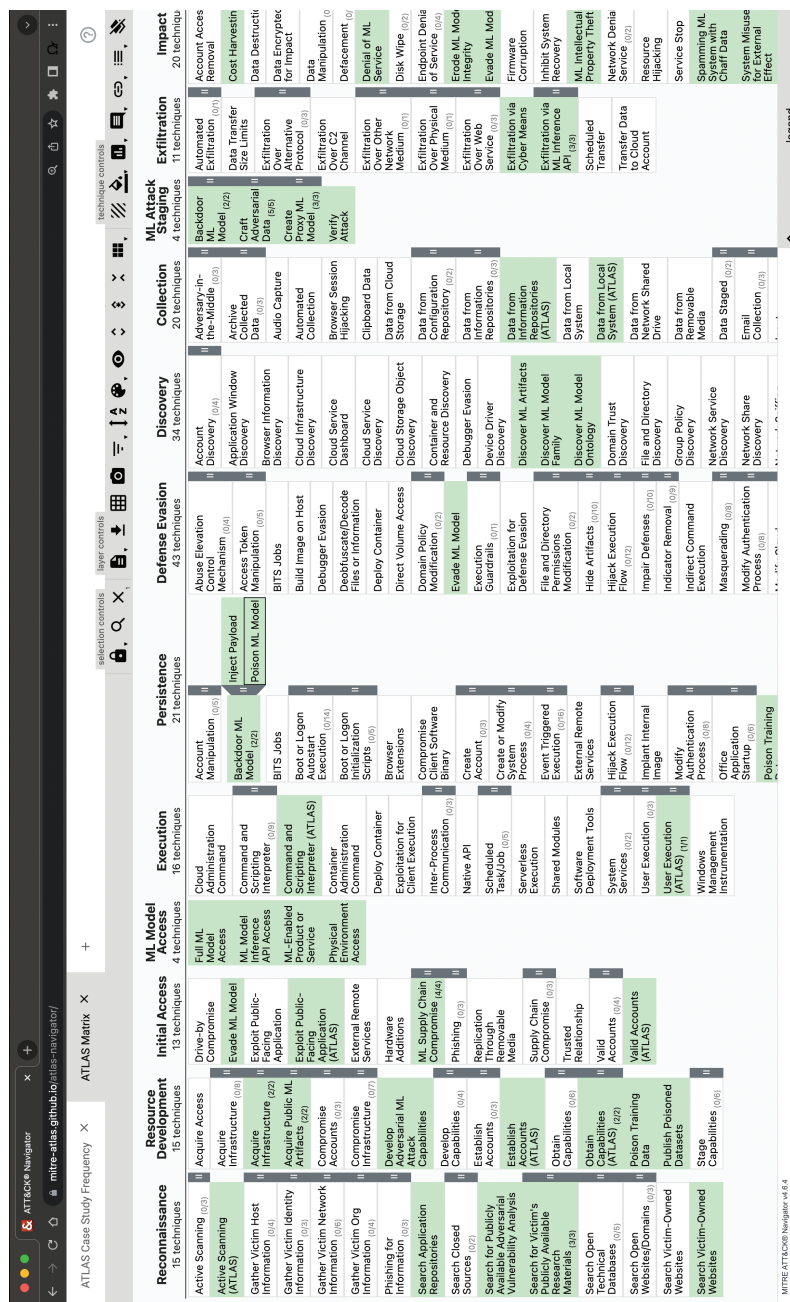 ATT&CK® Navigator
mitre-atlas.github.io/atlas-navigator/
ATLAS Case Study Frequency
ATLAS Matrix
selection controls
layer controls
technique controls
Reconnaissance
15 techniques
Active Scanning (0/3)
Active Scanning
(ATLAS)
Gather Victim Host
Information (0/4)
Gather Victim Identity
Information (0/3)
Gather Victim Network
Information (0/6)
Gather Victim Org
Information (0/4)
Phishing for
Information (0/3)
Search Application
Repositories
Search Closed
Sources (0/2)
Search for Publicly
Available Adversarial
Vulnerability Analysis
Search for Victim's
Publicly Available
Research
Materials (3/3)
Search Open
Technical
Databases (0/5)
Search Open
Websites/Domains (0/3)
Search Victim-Owned
Websites
Search Victim-Owned
Websites
Resource
Development
15 techniques
Acquire Access
Acquire
Infrastructure (0/8)
Acquire
Infrastructure (2/2)
Acquire Public ML
Artifacts (2/2)
Compromise
Accounts (0/3)
Compromise
Infrastructure (0/7)
Develop
Adversarial ML
Attack
Capabilities
Develop
Capabilities (0/4)
Establish
Accounts (0/3)
Establish
Accounts
(ATLAS)
Obtain
Capabilities (0/6)
Obtain
Capabilities
(ATLAS) (2/2)
Poison Training
Data
Publish Poisoned
Datasets
Stage
Capabilities (0/6)
Initial Access
13 techniques
Drive-by
Compromise
Evade ML Model
Exploit Public-
Facing
Application
Exploit Public-
Facing
Application
(ATLAS)
External Remote
Services
Hardware
Additions
ML Supply Chain
Compromise (4/4)
Phishing (0/3)
Replication
Through
Removable
Media
Supply Chain
Compromise (0/3)
Trusted
Relationship
Valid
Accounts (0/4)
Valid Accounts
(ATLAS)
ML Model
Access
4 techniques
Full ML
Model
Access
ML Model
Inference
API Access
ML-Enabled
Product or
Service
Physical
Environment
Access
Execution
16 techniques
Cloud
Administration
Command
Command and
Scripting
Interpreter (0/9)
Command and
Scripting
Interpreter (ATLAS)
Container
Administration
Command
Deploy Container
Exploitation for
Client Execution
Inter-Process
Communication (0/3)
Native API
Scheduled
Task/Job (0/5)
Serverless
Execution
Shared Modules
Software
Deployment Tools
System
Services (0/2)
User Execution (0/3)
User Execution
(ATLAS) (1/1)
Windows
Management
Instrumentation
Persistence
21 techniques
Account
Manipulation (0/5)
Backdoor ML
Model (2/2)
Inject Payload
Poison ML Model
BITS Jobs
Boot or Logon
Autostart
Execution (0/14)
Boot or Logon
Initialization
Scripts (0/5)
Browser
Extensions
Compromise
Client Software
Binary
Create
Account (0/3)
Create or Modify
System
Process (0/4)
Event Triggered
Execution (0/16)
External Remote
Services
Hijack Execution
Flow (0/12)
Implant Internal
Image
Modify
Authentication
Process (0/8)
Office
Application
Startup (0/6)
Poison Training
Defense Evasion
43 techniques
Abuse Elevation
Control
Mechanism (0/4)
Access Token
Manipulation (0/5)
BITS Jobs
Build Image on Host
Debugger Evasion
Deobfuscate/Decode
Files or Information
Deploy Container
Direct Volume Access
Domain Policy
Modification (0/2)
Evade ML Model
Execution
Guardrails (0/1)
Exploitation for
Defense Evasion
File and Directory
Permissions
Modification (0/2)
Hide Artifacts (0/10)
Hijack Execution
Flow (0/12)
Impair Defenses (0/10)
Indicator Removal (0/9)
Indirect Command
Execution
Masquerading (0/8)
Modify Authentication
Process (0/8)
Discovery
34 techniques
Account
Discovery (0/4)
Application Window
Discovery
Browser Information
Discovery
Cloud Infrastructure
Discovery
Cloud Service
Dashboard
Cloud Service
Discovery
Cloud Storage Object
Discovery
Container and
Resource Discovery
Debugger Evasion
Device Driver
Discovery
Discover ML Artifacts
Discover ML Model
Family
Discover ML Model
Ontology
Domain Trust
Discovery
File and Directory
Discovery
Group Policy
Discovery
Network Service
Discovery
Network Share
Discovery
Collection
20 techniques
Adversary-in-
the-Middle (0/3)
Archive
Collected
Data (0/3)
Audio Capture
Automated
Collection
Browser Session
Hijacking
Clipboard Data
Data from Cloud
Storage
Data from
Configuration
Repository (0/2)
Data from
Information
Repositories (0/3)
Data from
Information
Repositories
(ATLAS)
Data from Local
System
Data from Local
System (ATLAS)
Data from
Network Shared
Drive
Data from
Removable
Media
Data Staged (0/2)
Email
Collection (0/3)
ML Attack
Staging
4 techniques
Backdoor
ML
Model (2/2)
Craft
Adversarial
Data (5/5)
Create
Proxy ML
Model (3/3)
Verify
Attack
Exfiltration
11 techniques
Automated
Exfiltration (0/1)
Data Transfer
Size Limits
Exfiltration
Over
Alternative
Protocol (0/3)
Exfiltration
Over C2
Channel
Exfiltration
Over Other
Network
Medium (0/1)
Exfiltration
Over Physical
Medium (0/1)
Exfiltration
Over Web
Service (0/3)
Exfiltration via
Cyber Means
Exfiltration via
ML Inference
API (3/3)
Scheduled
Transfer
Transfer Data
to Cloud
Account
Impact
20 techniq
Account Access
Removal
Cost Harvestin
Data Destructio
Data Encrypted
for Impact
Data
Manipulation (0
Defacement (0/
Denial of ML
Service
Disk Wipe (0/2)
Endpoint Denia
of Service (0/4)
Erode ML Mode
Integrity
Evade ML Mod
Firmware
Corruption
Inhibit System
Recovery
ML Intellectual
Property Theft
Network Denia
Service (0/2)
Resource
Hijacking
Service Stop
Spamming ML
System with
Chaff Data
System Misuse
for External
Effect
legend
MITRE ATT&CK® Navigator v4.6.4